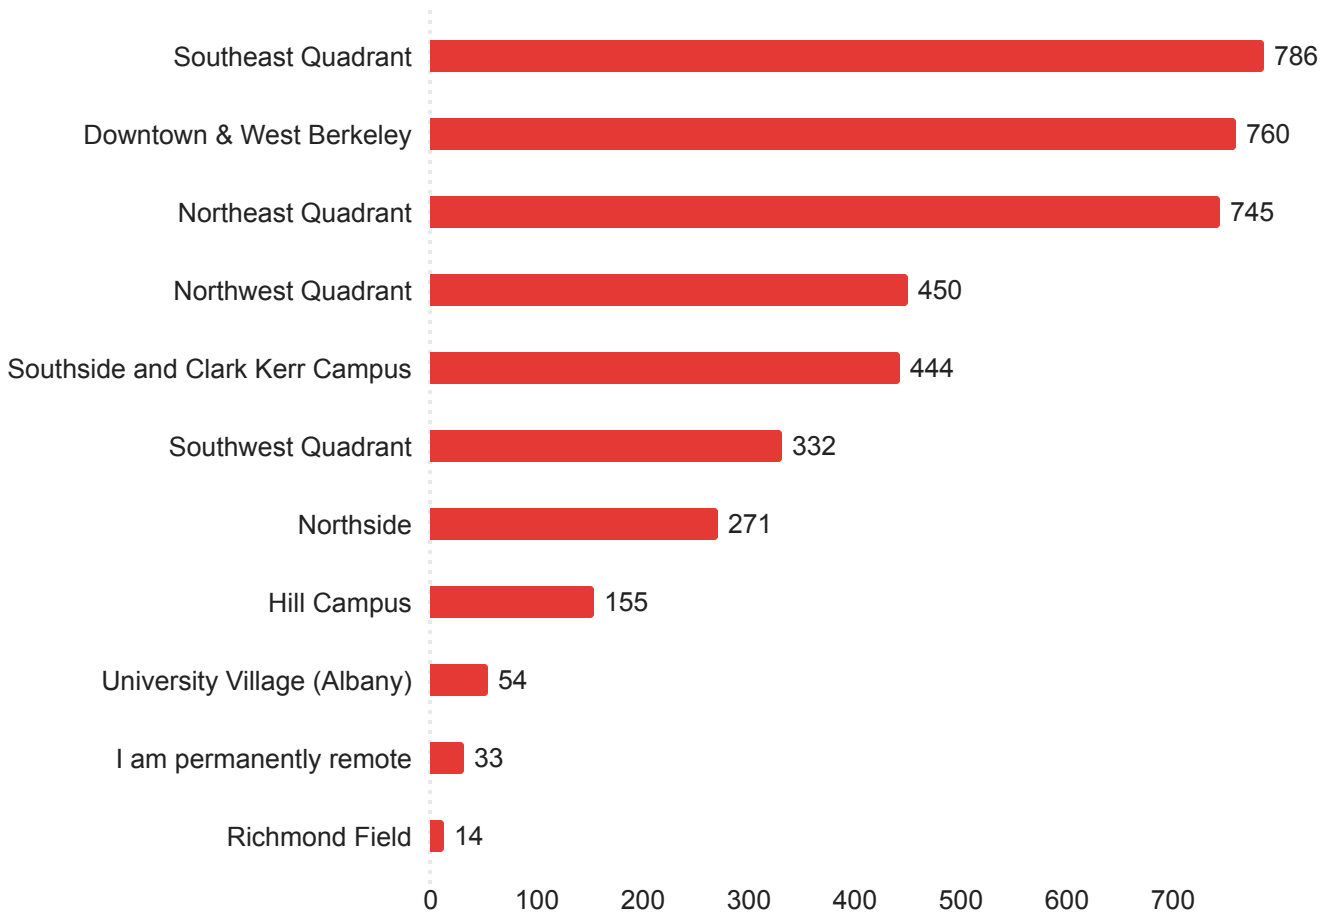 Southeast Quadrant 786
Downtown & West Berkeley 760
Northeast Quadrant 745
Northwest Quadrant 450
Southside and Clark Kerr Campus 444
Southwest Quadrant 332
Northside 271
Hill Campus 155
University Village (Albany) 54
I am permanently remote 33
Richmond Field 14
0 100 200 300 400 500 600 700